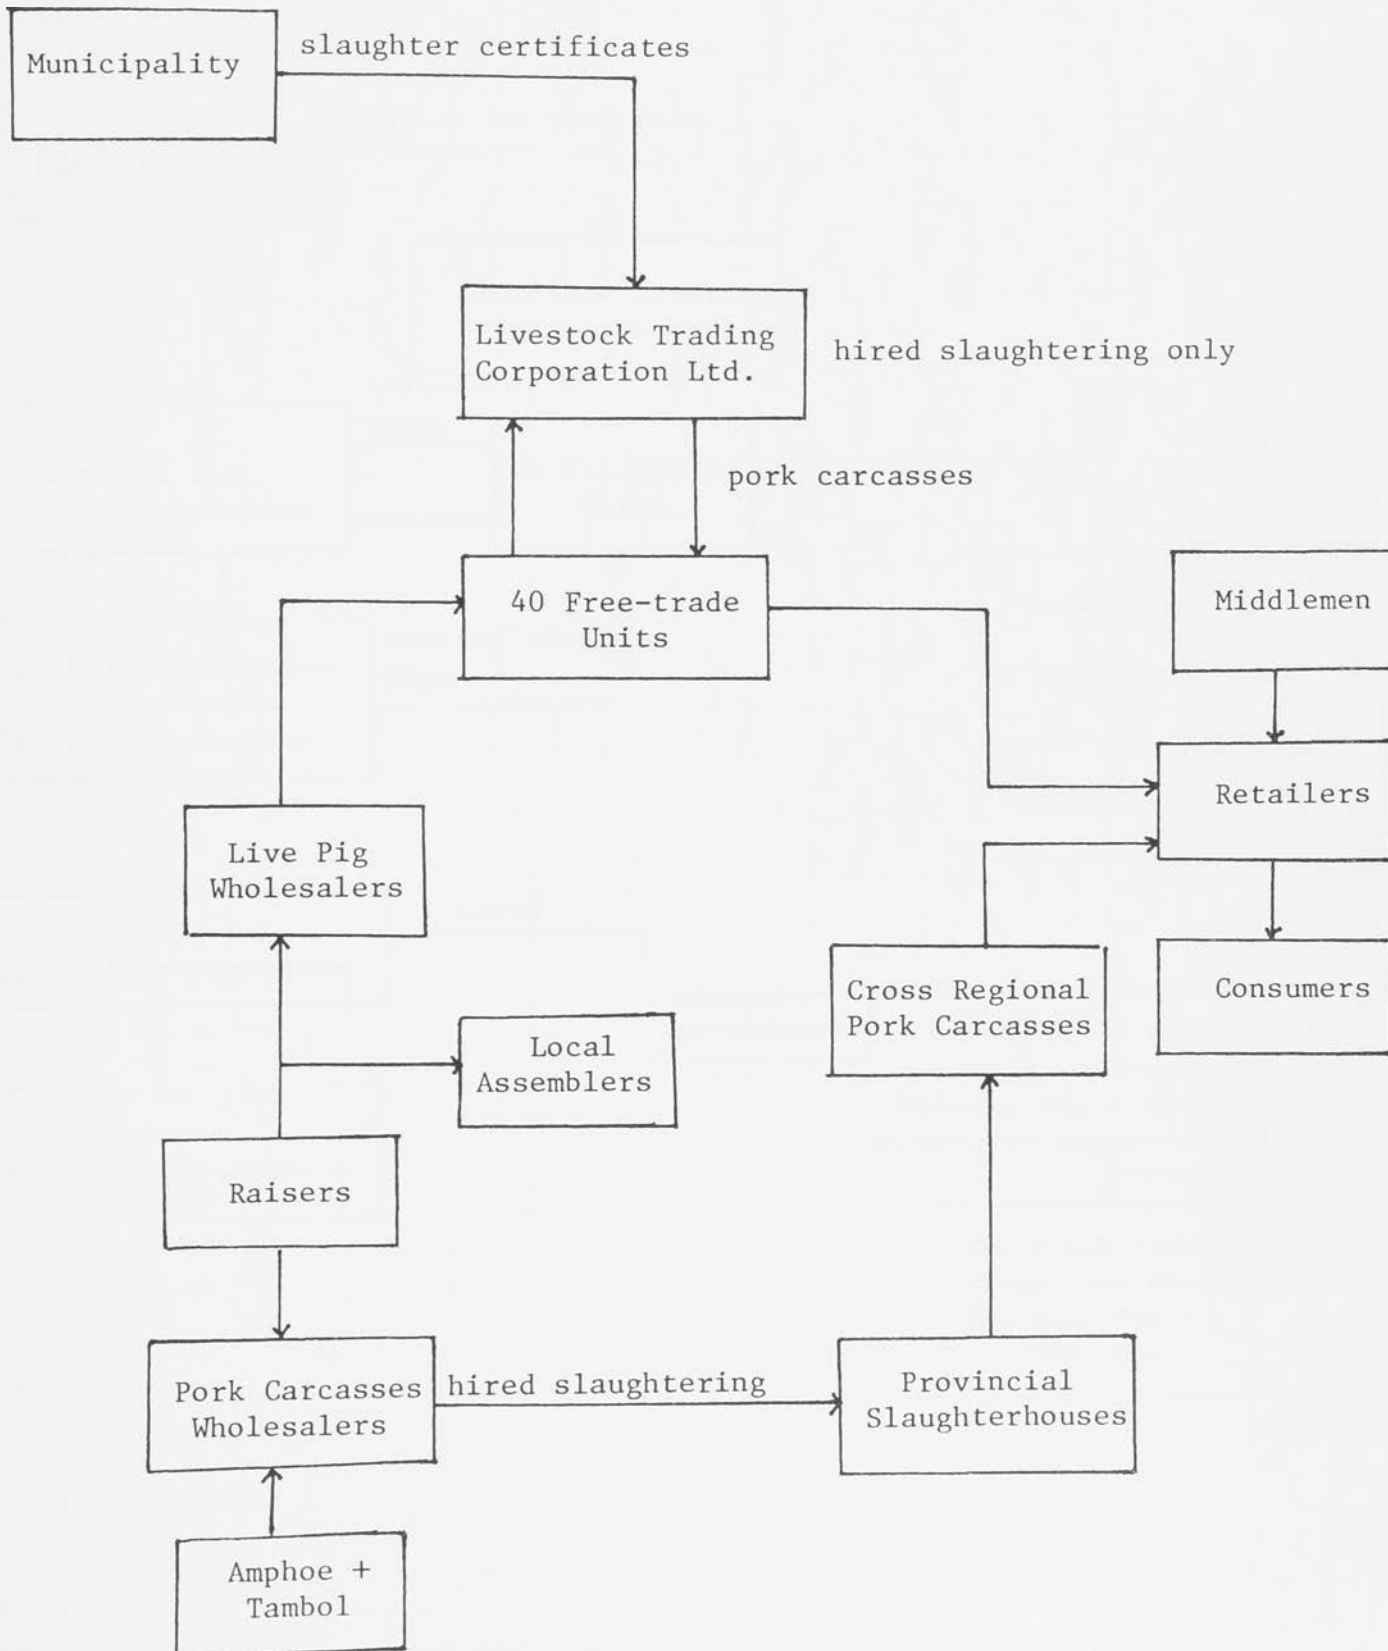 Municipality
slaughter certificates
Livestock Trading
Corporation Ltd.
hired slaughtering only
pork carcasses
40 Free-trade
Units
Middlemen
Retailers
Live Pig
Wholesalers
Cross Regional
Pork Carcasses
Consumers
Local
Assemblers
Raisers
Pork Carcasses
Wholesalers
hired slaughtering
Provincial
Slaughterhouses
Amphoe +
Tambol